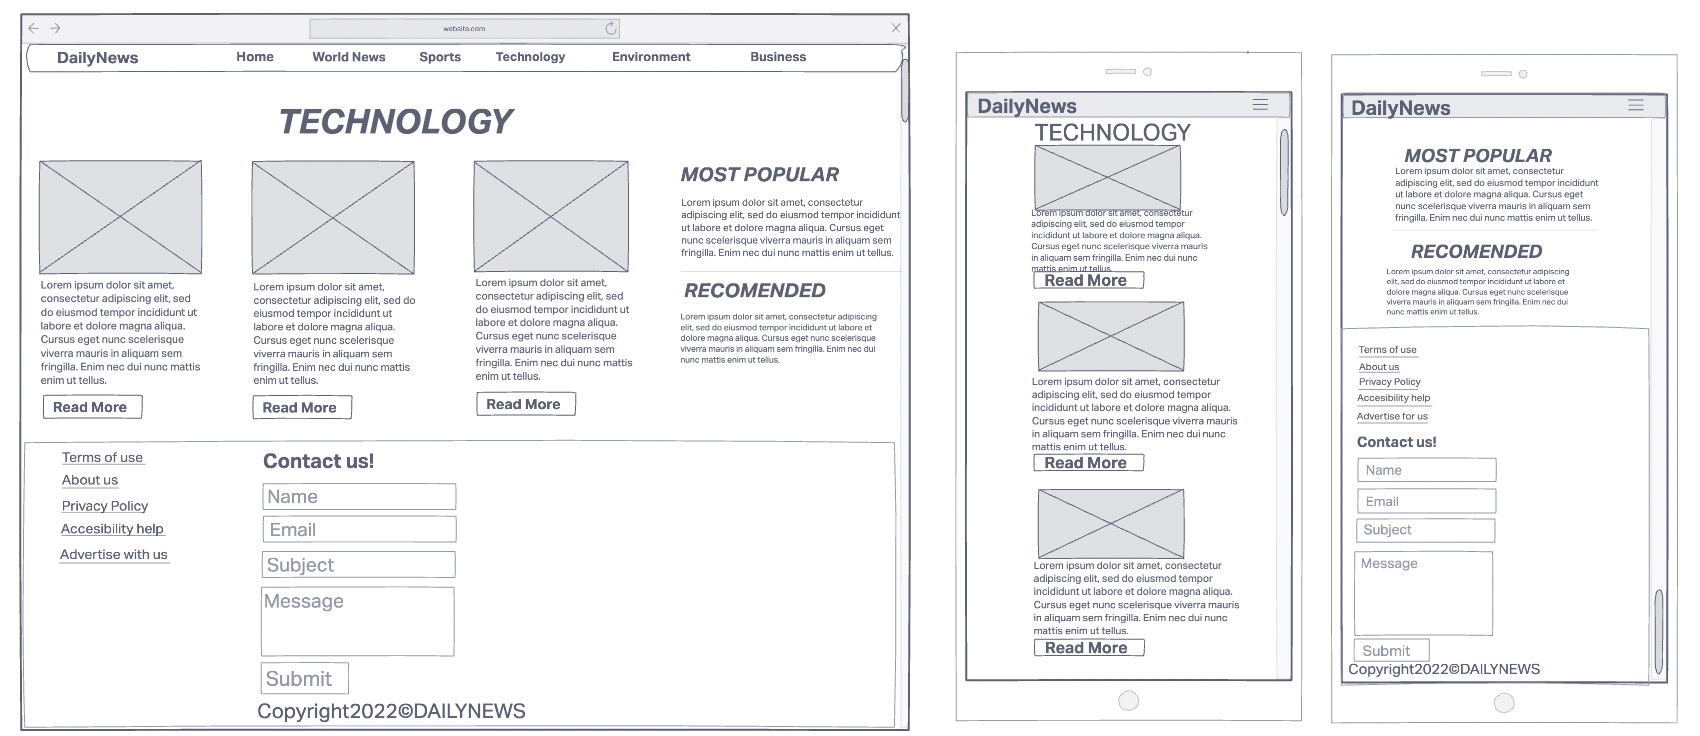 website.com
DailyNews Home World News Sports Technology Environment Business
TECHNOLOGY
Lorem ipsum dolor sit amet,
consectetur adipiscing elit, sed
do eiusmod tempor incididunt ut
labore et dolore magna aliqua.
Cursus eget nunc scelerisque
viverra mauris in aliquam sem
fringilla. Enim nec dui nunc mattis
enim ut tellus.
Read More
Lorem ipsum dolor sit amet,
consectetur adipiscing elit, sed do
eiusmod tempor incididunt ut
labore et dolore magna aliqua.
Cursus eget nunc scelerisque
viverra mauris in aliquam sem
fringilla. Enim nec dui nunc mattis
enim ut tellus.
Read More
Lorem ipsum dolor sit amet,
consectetur adipiscing elit, sed
do eiusmod tempor incididunt ut
labore et dolore magna aliqua.
Cursus eget nunc scelerisque
viverra mauris in aliquam sem
fringilla. Enim nec dui nunc mattis
enim ut tellus.
Read More
MOST POPULAR
Lorem ipsum dolor sit amet, consectetur
adipiscing elit, sed do eiusmod tempor incididunt
ut labore et dolore magna aliqua. Cursus eget
nunc scelerisque viverra mauris in aliquam sem
fringilla. Enim nec dui nunc mattis enim ut tellus.
RECOMENDED
Lorem ipsum dolor sit amet, consectetur adipiscing
elit, sed do eiusmod tempor incididunt ut labore et
dolore magna aliqua. Cursus eget nunc scelerisque
viverra mauris in aliquam sem fringilla. Enim nec dui
nunc mattis enim ut tellus.
Terms of use
About us
Privacy Policy
Accesibility help
Advertise with us
Contact us!
Name
Email
Subject
Message
Submit
Copyright2022©DAILYNEWS
DailyNews
TECHNOLOGY
Lorem ipsum dolor sit amet, consectetur
adipiscing elit, sed do eiusmod tempor
incididunt ut labore et dolore magna aliqua.
Cursus eget nunc scelerisque viverra mauris
in aliquam sem fringilla. Enim nec dui nunc
mattis enim ut tellus.
Read More
Lorem ipsum dolor sit amet, consectetur
adipiscing elit, sed do eiusmod tempor
incididunt ut labore et dolore magna aliqua.
Cursus eget nunc scelerisque viverra mauris
in aliquam sem fringilla. Enim nec dui nunc
mattis enim ut tellus.
Read More
Lorem ipsum dolor sit amet, consectetur
adipiscing elit, sed do eiusmod tempor
incididunt ut labore et dolore magna aliqua.
Cursus eget nunc scelerisque viverra mauris
in aliquam sem fringilla. Enim nec dui nunc
mattis enim ut tellus.
Read More
DailyNews
MOST POPULAR
Lorem ipsum dolor sit amet, consectetur
adipiscing elit, sed do eiusmod tempor incididunt
ut labore et dolore magna aliqua. Cursus eget
nunc scelerisque viverra mauris in aliquam sem
fringilla. Enim nec dui nunc mattis enim ut tellus.
RECOMENDED
Lorem ipsum dolor sit amet, consectetur adipiscing
elit, sed do eiusmod tempor incididunt ut labore et
dolore magna aliqua. Cursus eget nunc scelerisque
viverra mauris in aliquam sem fringilla. Enim nec dui
nunc mattis enim ut tellus.
Terms of use
About us
Privacy Policy
Accesibility help
Advertise for us
Contact us!
Name
Email
Subject
Message
Submit
Copyright2022©DAILYNEWS